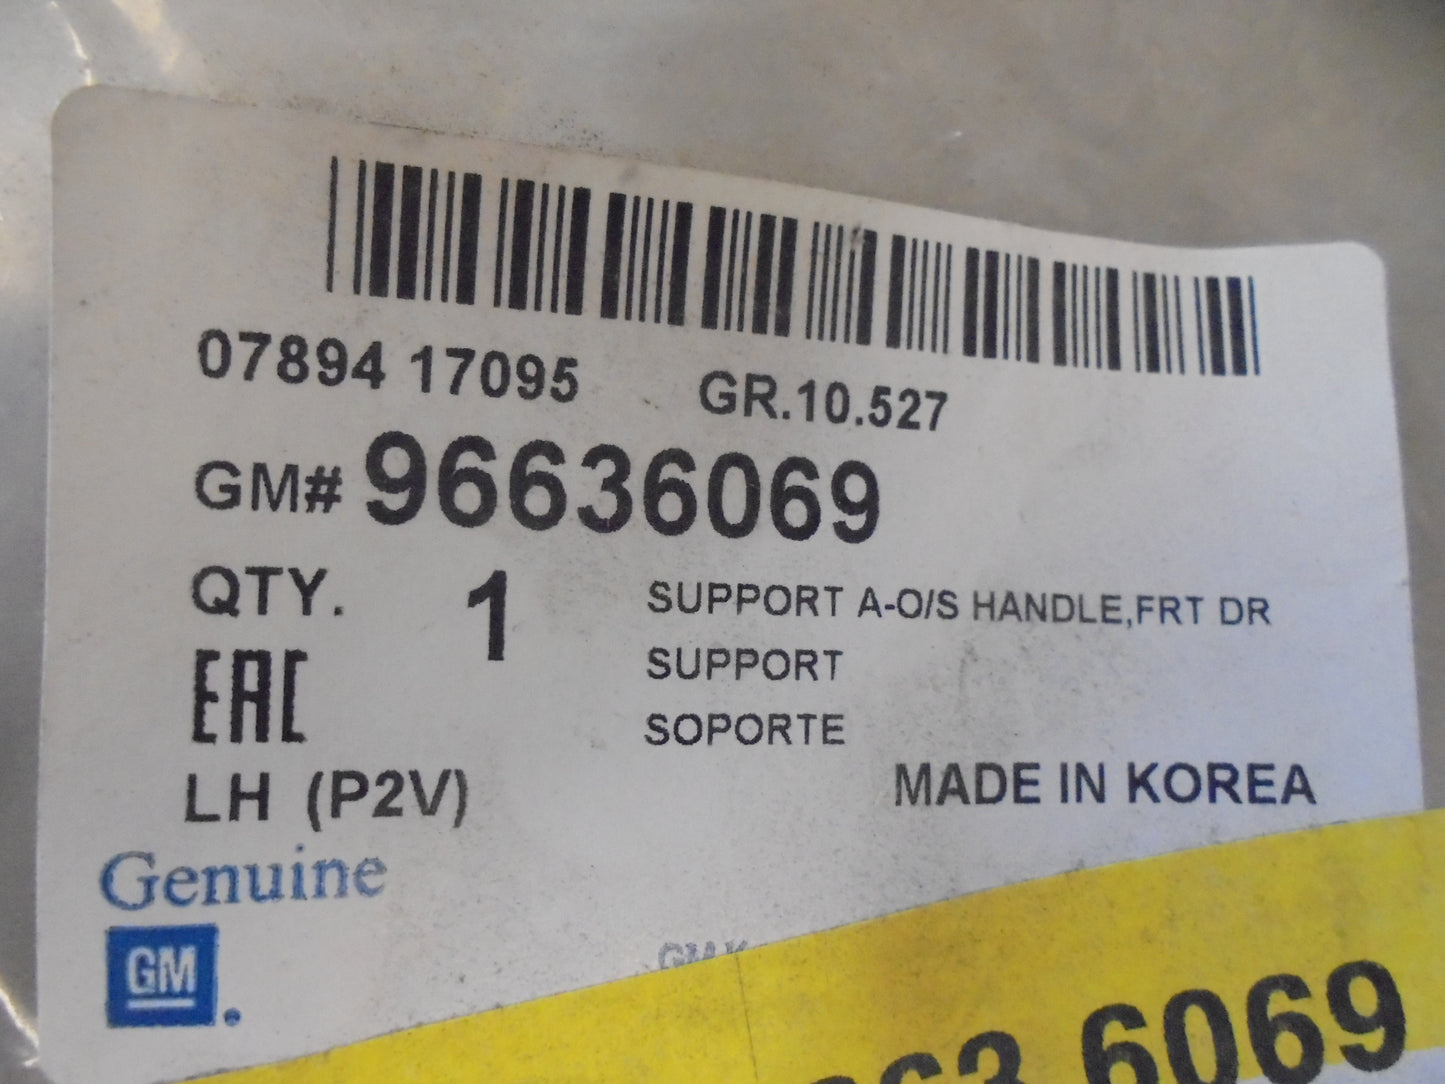 07894 17095 GR.10.527
GM# 96636069
QTY. 1 SUPPORT A-O/S HANDLE,FRT DR
SUPPORT
EAC
SOPORTE
LH (P2V)
MADE IN KOREA
Genuine
GM
6069